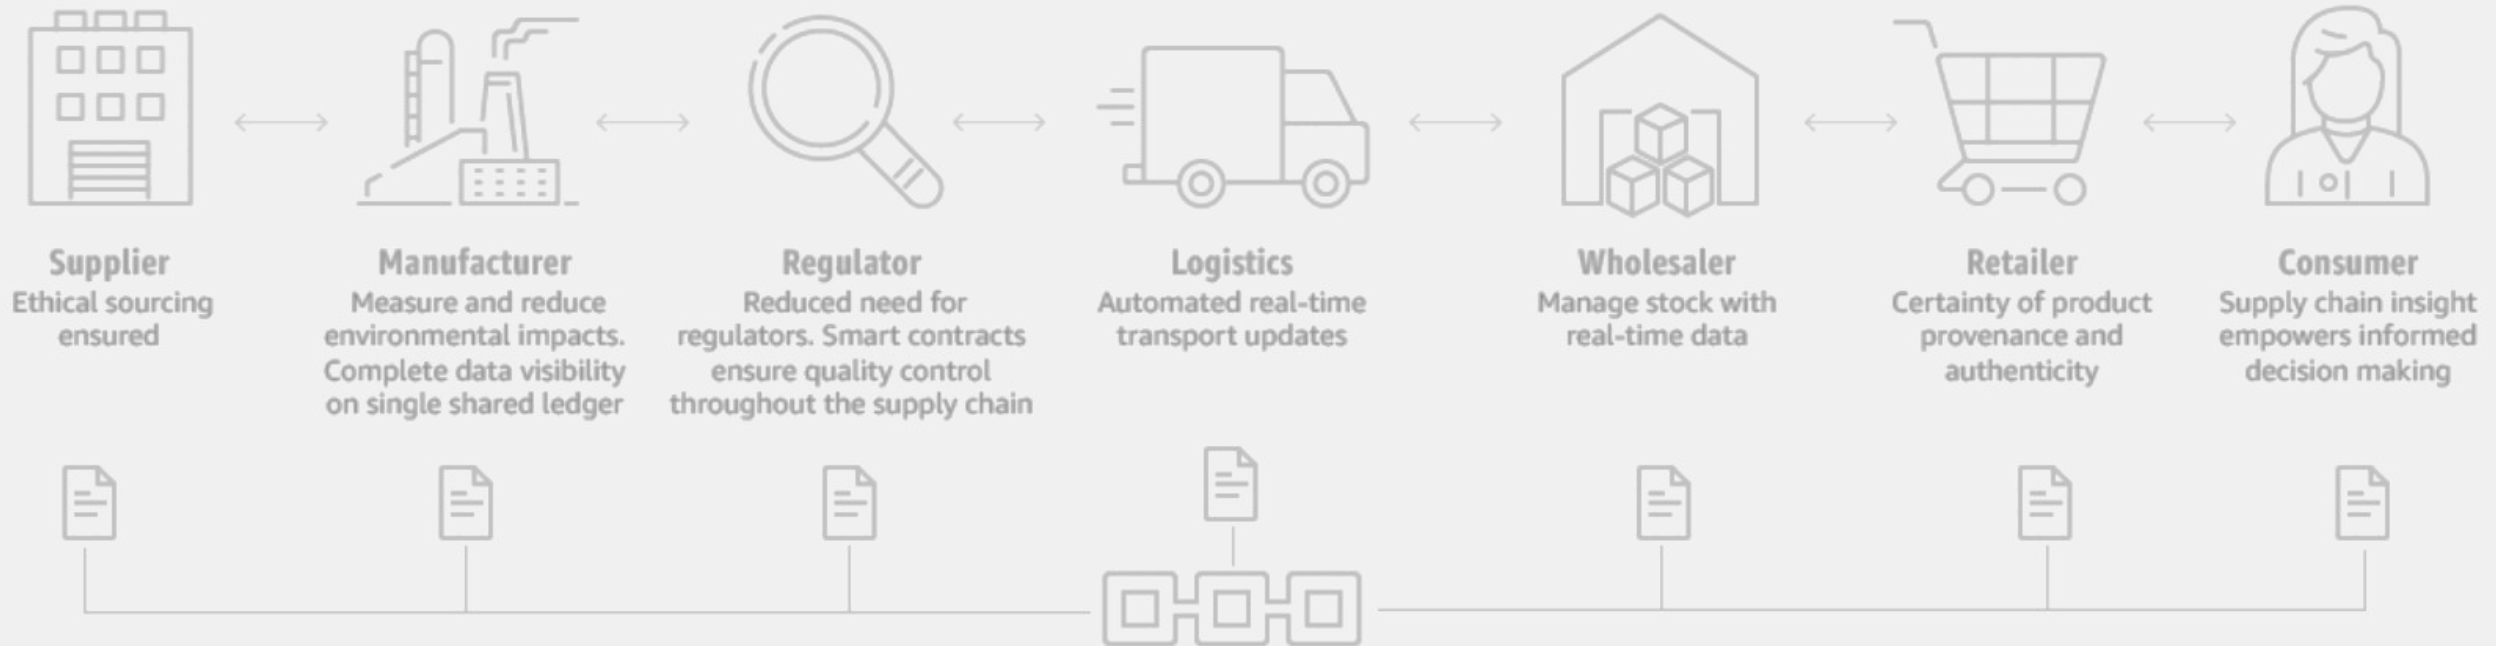 Supplier
Ethical sourcing
ensured
Manufacturer
Measure and reduce
environmental impacts.
Complete data visibility
on single shared ledger
Regulator
Reduced need for
regulators. Smart contracts
ensure quality control
throughout the supply chain
Logistics
Automated real-time
transport updates
Wholesaler
Manage stock with
real-time data
Retailer
Certainty of product
provenance and
authenticity
Consumer
Supply chain insight
empowers informed
decision making